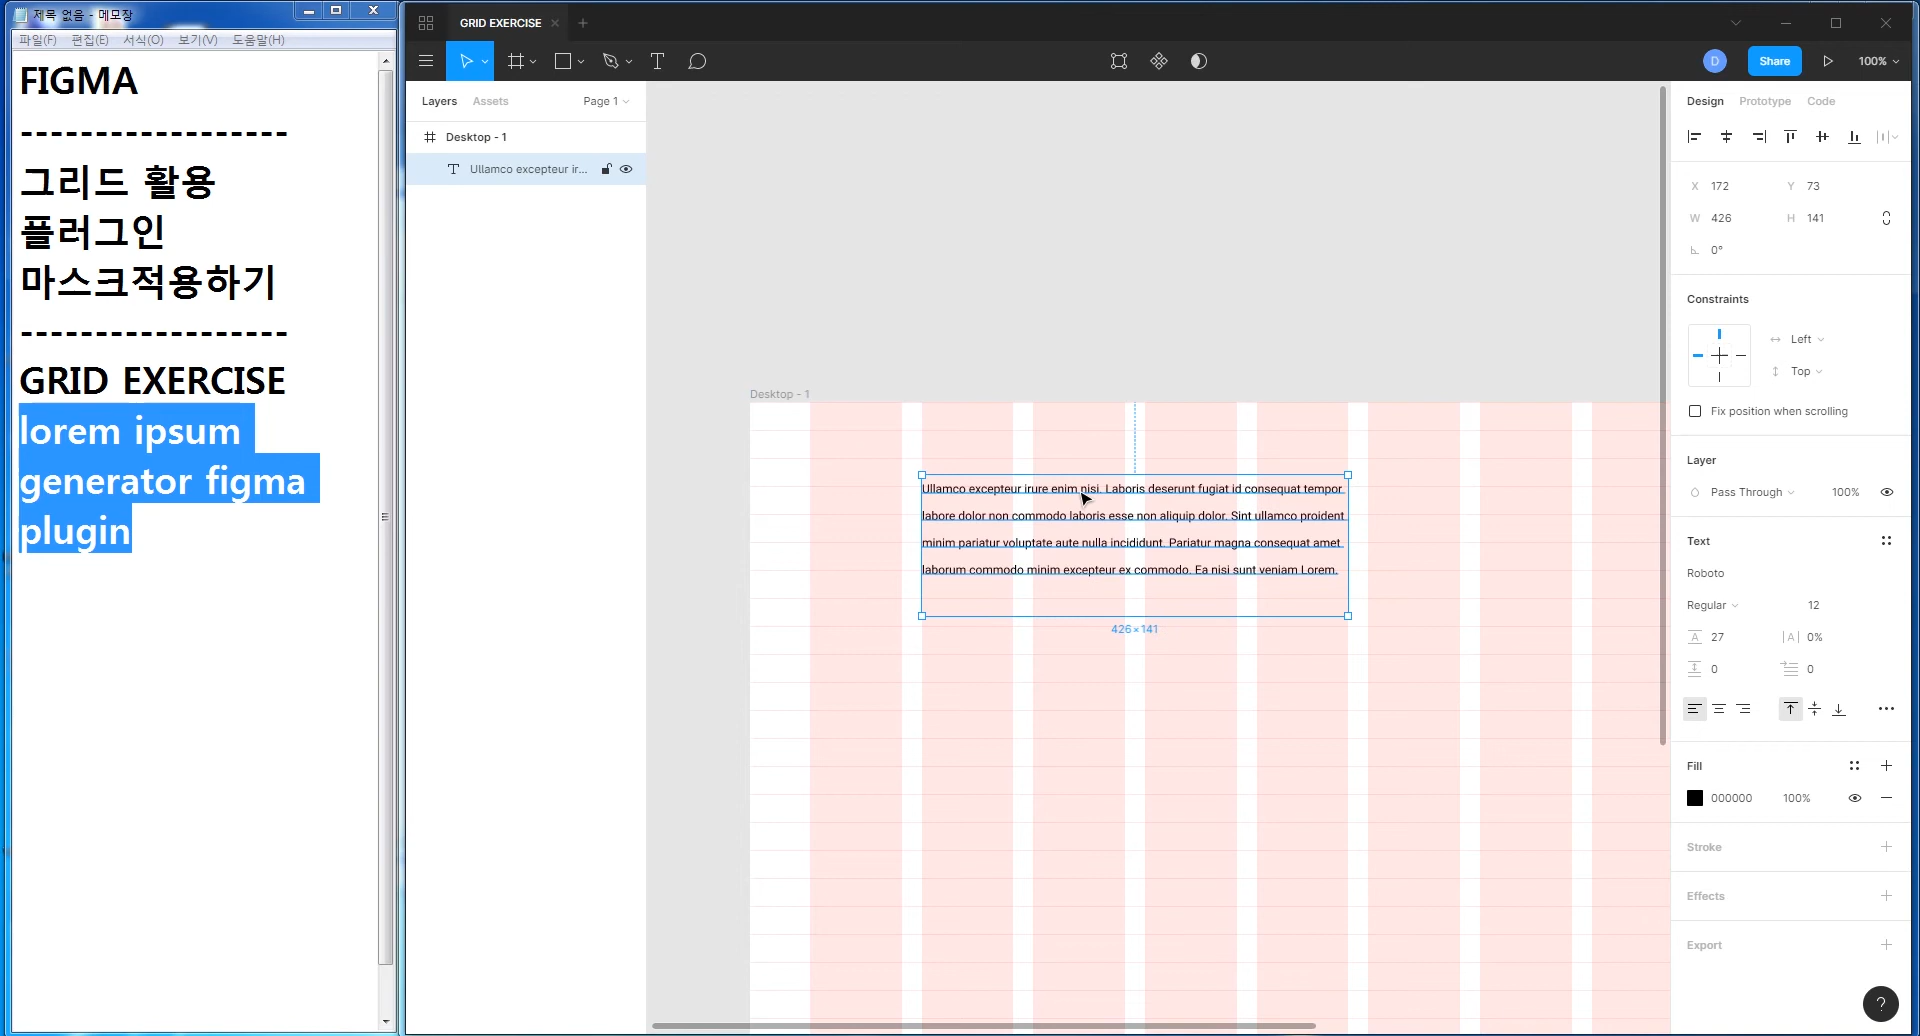 제목 없음 - 메모장
파일(F) 편집(E) 서식(O) 보기(V) 도움말(H)
FIGMA
------------------
그리드 활용
플러그인
마스크적용하기
------------------
GRID EXERCISE
lorem ipsum
generator figma
plugin
GRID EXERCISE
D
Share
100%
Layers Assets Page 1
Desktop - 1
Ullamco excepteur ir...
Desktop - 1
Ullamco excepteur irure enim nisi. Laboris deserunt fugiat id consequat tempor
labore dolor non commodo laboris esse non aliquip dolor. Sint ullamco proident
minim pariatur voluptate aute nulla incididunt. Pariatur magna consequat amet
laborum commodo minim excepteur ex commodo. Ea nisi sunt veniam Lorem.
426 × 141
Design Prototype Code
X 172 Y 73
W 426 H 141
0°
Constraints
Left
Top
Fix position when scrolling
Layer
Pass Through 100%
Text
Roboto
Regular 12
A 27 |A| 0%
0 0
Fill
000000 100%
Stroke
Effects
Export
?